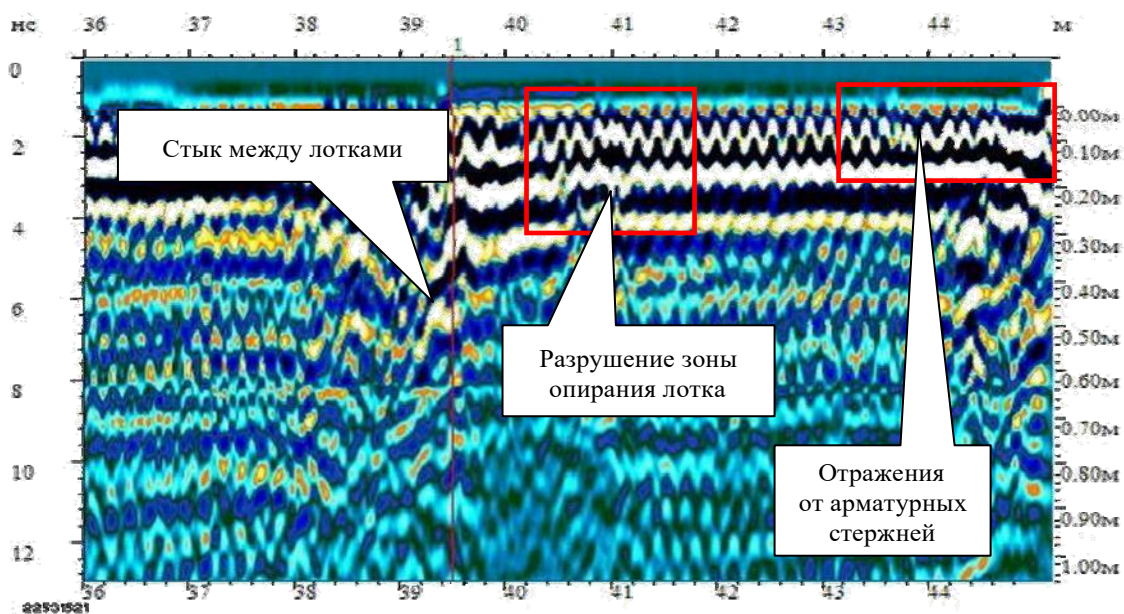 нс 36 37 38 39 40 41 42 43 44 м
1
0
0.00м
2
0.10м
0.20м
4
0.30м
0.40м
6
0.50м
0.60м
8
0.70м
10
0.80м
0.90м
12
1.00м
Стык между лотками
Разрушение зоны
опирания лотка
Отражения
от арматурных
стержней
36 37 38 39 40 41 42 43 44
22501521